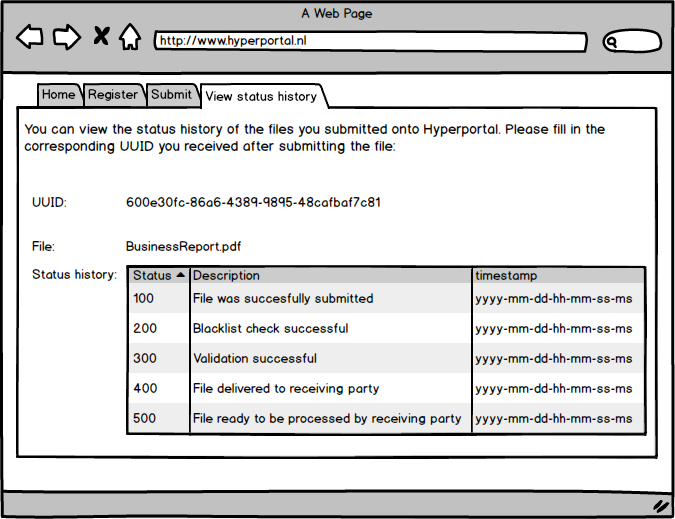 A Web Page
http://www.hyperportal.nl
Home Register Submit View status history
You can view the status history of the files you submitted onto Hyperportal. Please fill in the
corresponding UUID you received after submitting the file:
UUID: 600e30fc-86a6-4389-9895-48cafbaf7c81
File: BusinessReport.pdf
Status history:
Status Description timestamp
100 File was succesfully submitted yyyy-mm-dd-hh-mm-ss-ms
200 Blacklist check successful yyyy-mm-dd-hh-mm-ss-ms
300 Validation successful yyyy-mm-dd-hh-mm-ss-ms
400 File delivered to receiving party yyyy-mm-dd-hh-mm-ss-ms
500 File ready to be processed by receiving party yyyy-mm-dd-hh-mm-ss-ms